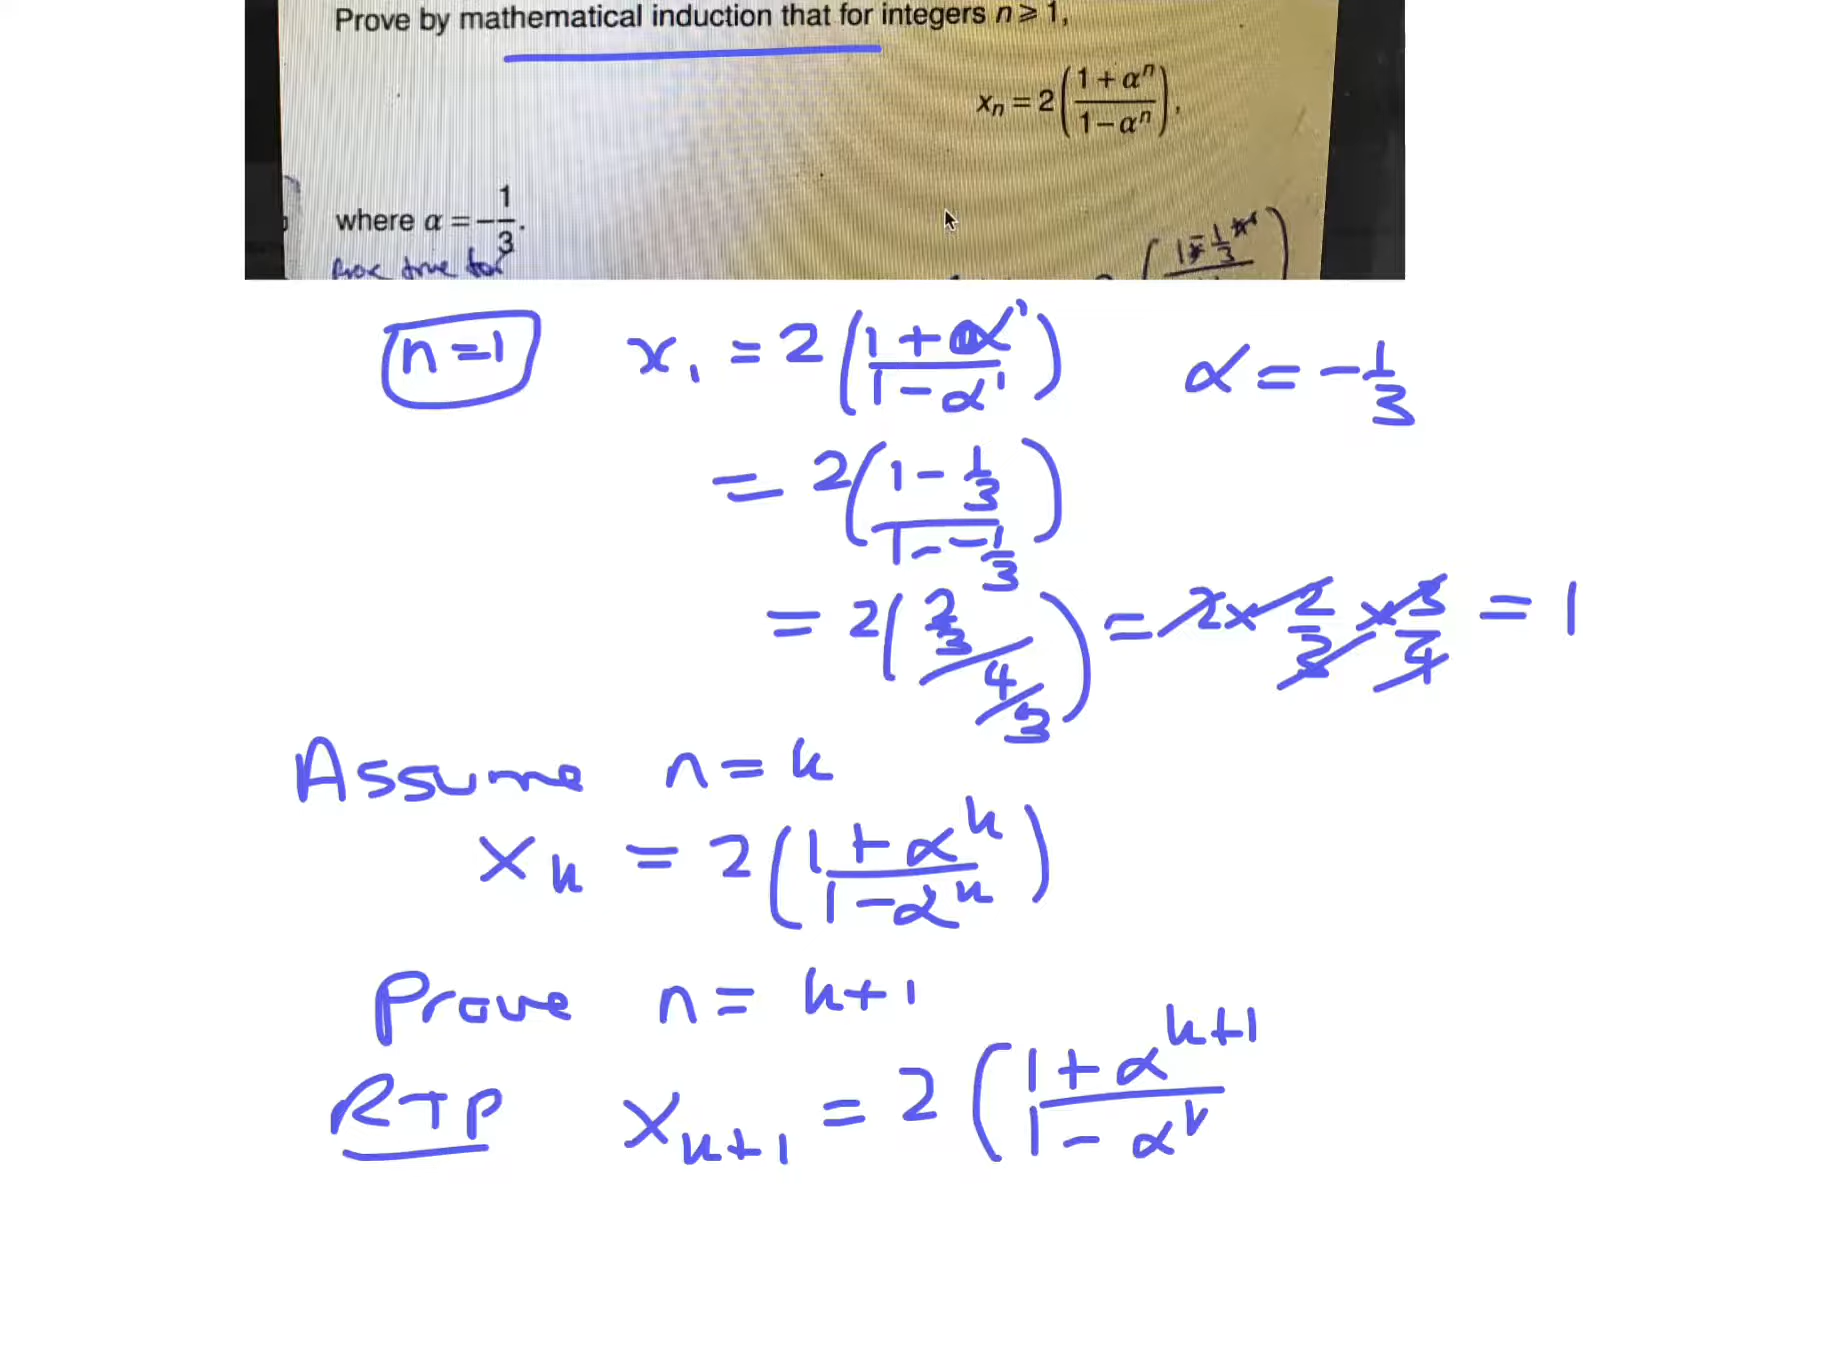 Prove by mathematical induction that for integers n ⩾ 1,
xₙ = 2((1 + αⁿ)/(1 − αⁿ)),
where α = −1/3.
Prove true for
n = 1 x₁ = 2((1 + α¹)/(1 − α¹)) α = −1/3
= 2((1 − 1/3)/(1 − −1/3))
= 2((2/3)/(4/3)) = 2 × 2/3 × 3/4 = 1
Assume n = k
xₖ = 2((1 + αᵏ)/(1 − αᵏ))
Prove n = k+1
RTP xₖ₊₁ = 2((1 + αᵏ⁺¹)/(1 − α